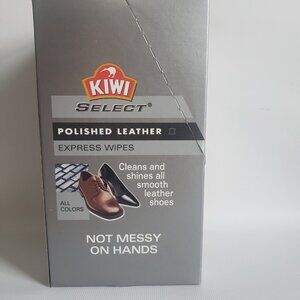 KIWI
SELECT®
POLISHED LEATHER
EXPRESS WIPES
Cleans and
shines all
smooth
leather
shoes
ALL
COLORS
NOT MESSY
ON HANDS